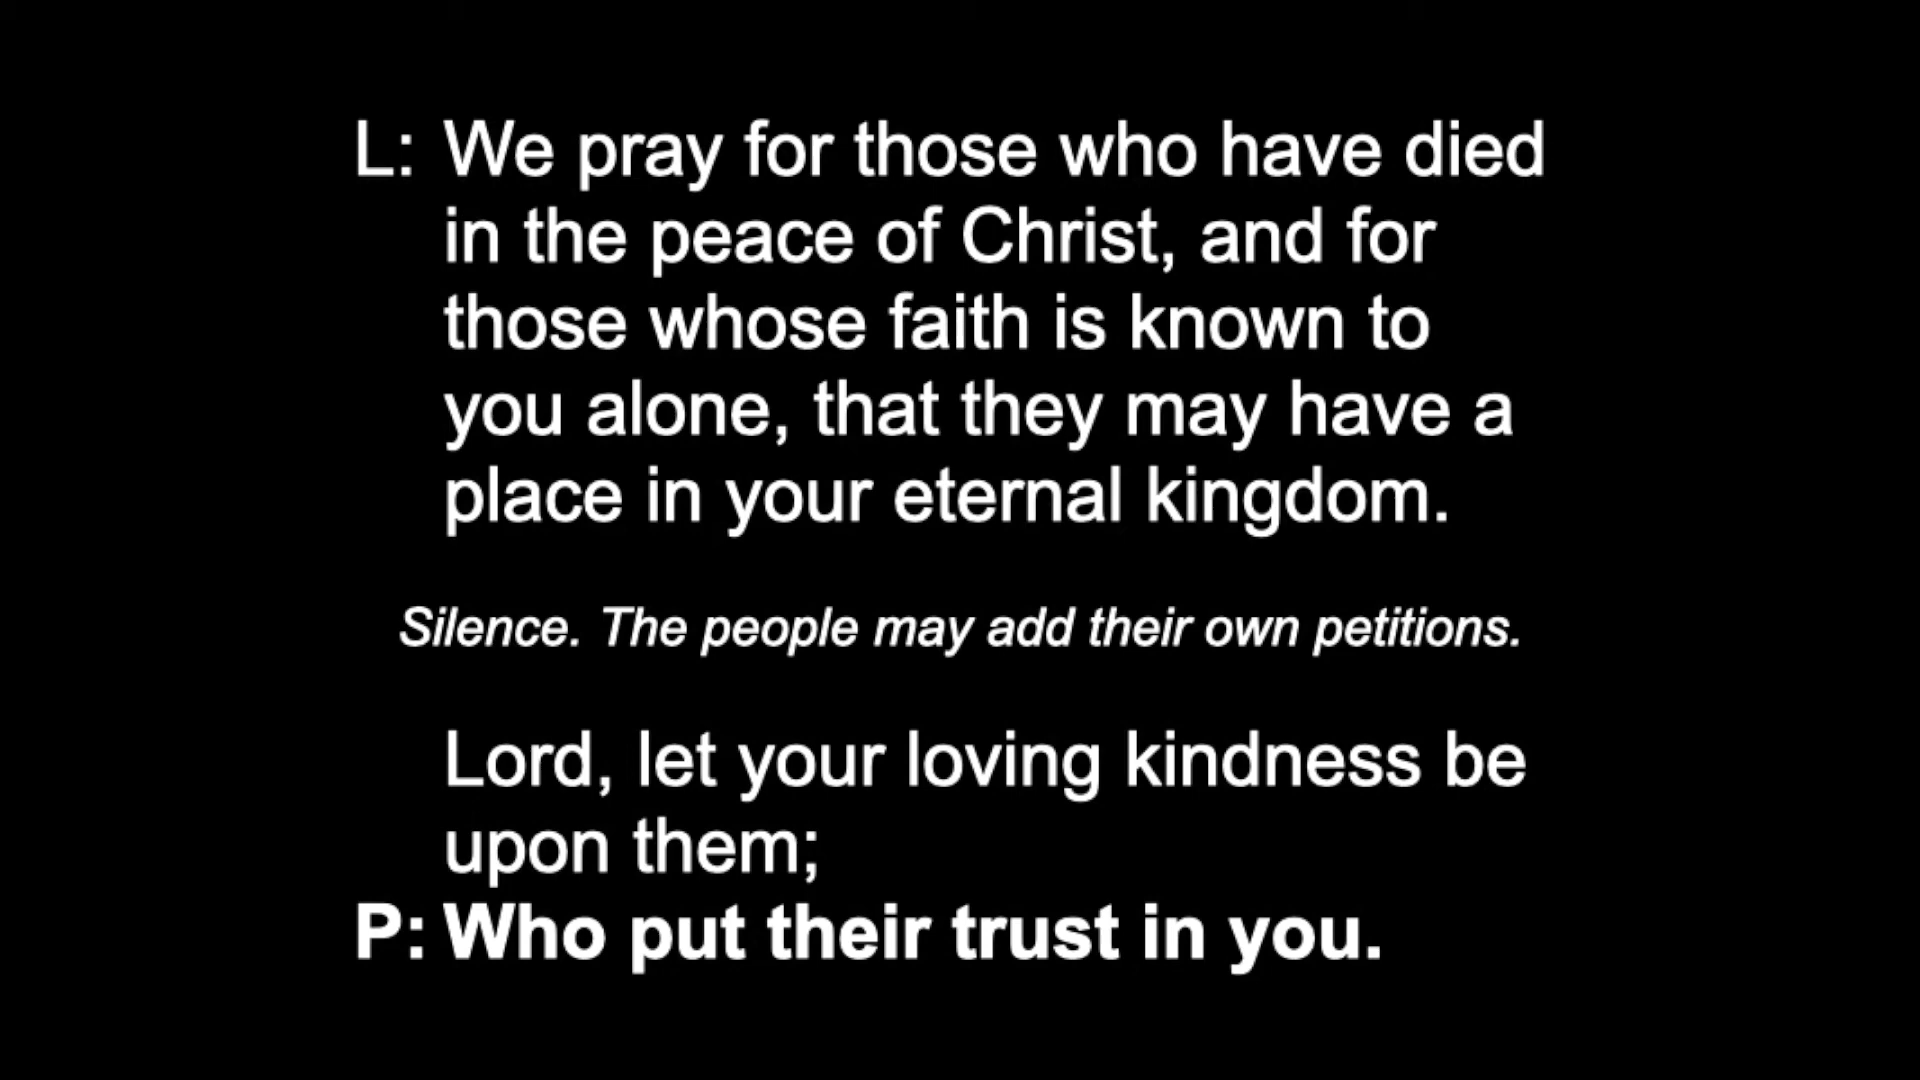 L: We pray for those who have died
in the peace of Christ, and for
those whose faith is known to
you alone, that they may have a
place in your eternal kingdom.
Silence. The people may add their own petitions.
Lord, let your loving kindness be
upon them;
P: Who put their trust in you.